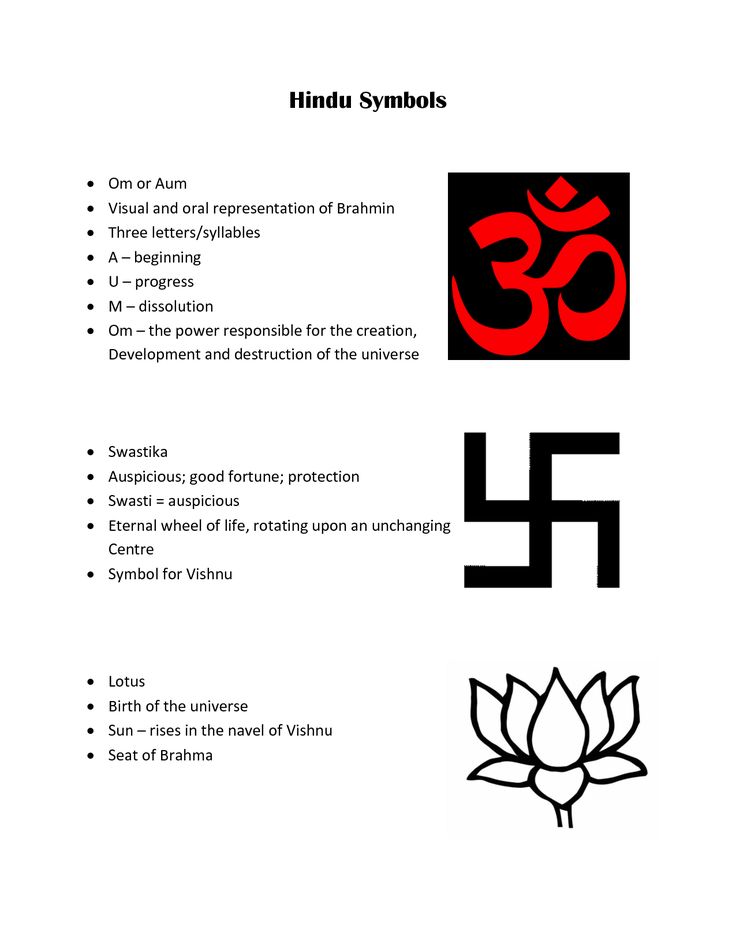 Hindu Symbols
• Om or Aum
• Visual and oral representation of Brahmin
• Three letters/syllables
• A – beginning
• U – progress
• M – dissolution
• Om – the power responsible for the creation,
Development and destruction of the universe
ॐ
• Swastika
• Auspicious; good fortune; protection
• Swasti = auspicious
• Eternal wheel of life, rotating upon an unchanging
Centre
• Symbol for Vishnu
• Lotus
• Birth of the universe
• Sun – rises in the navel of Vishnu
• Seat of Brahma